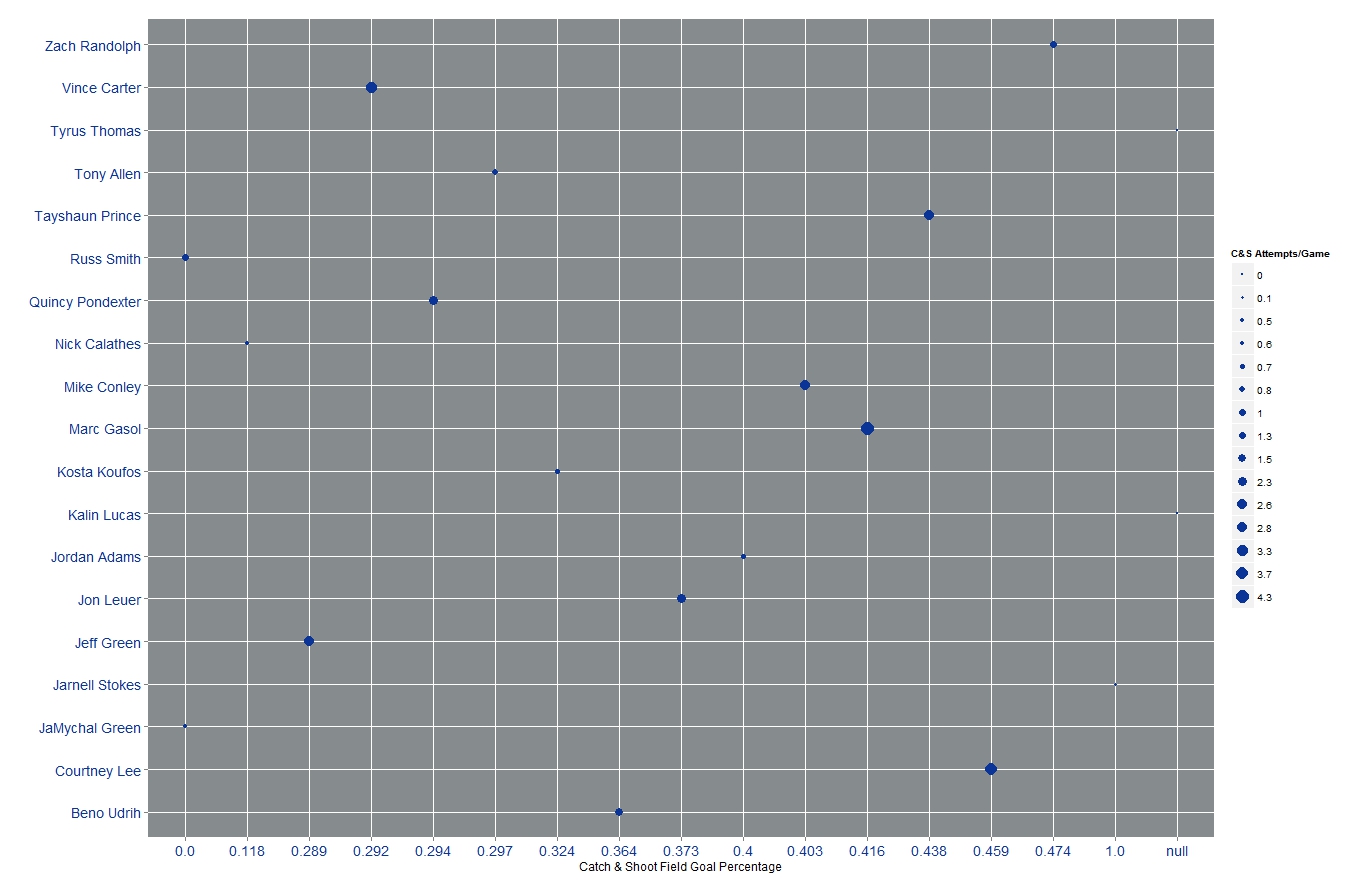 Zach Randolph
Vince Carter
Tyrus Thomas
Tony Allen
Tayshaun Prince
Russ Smith
Quincy Pondexter
Nick Calathes
Mike Conley
Marc Gasol
Kosta Koufos
Kalin Lucas
Jordan Adams
Jon Leuer
Jeff Green
Jarnell Stokes
JaMychal Green
Courtney Lee
Beno Udrih
0.0 0.118 0.289 0.292 0.294 0.297 0.324 0.364 0.373 0.4 0.403 0.416 0.438 0.459 0.474 1.0 null
Catch & Shoot Field Goal Percentage
C&S Attempts/Game
0
0.1
0.5
0.6
0.7
0.8
1
1.3
1.5
2.3
2.6
2.8
3.3
3.7
4.3